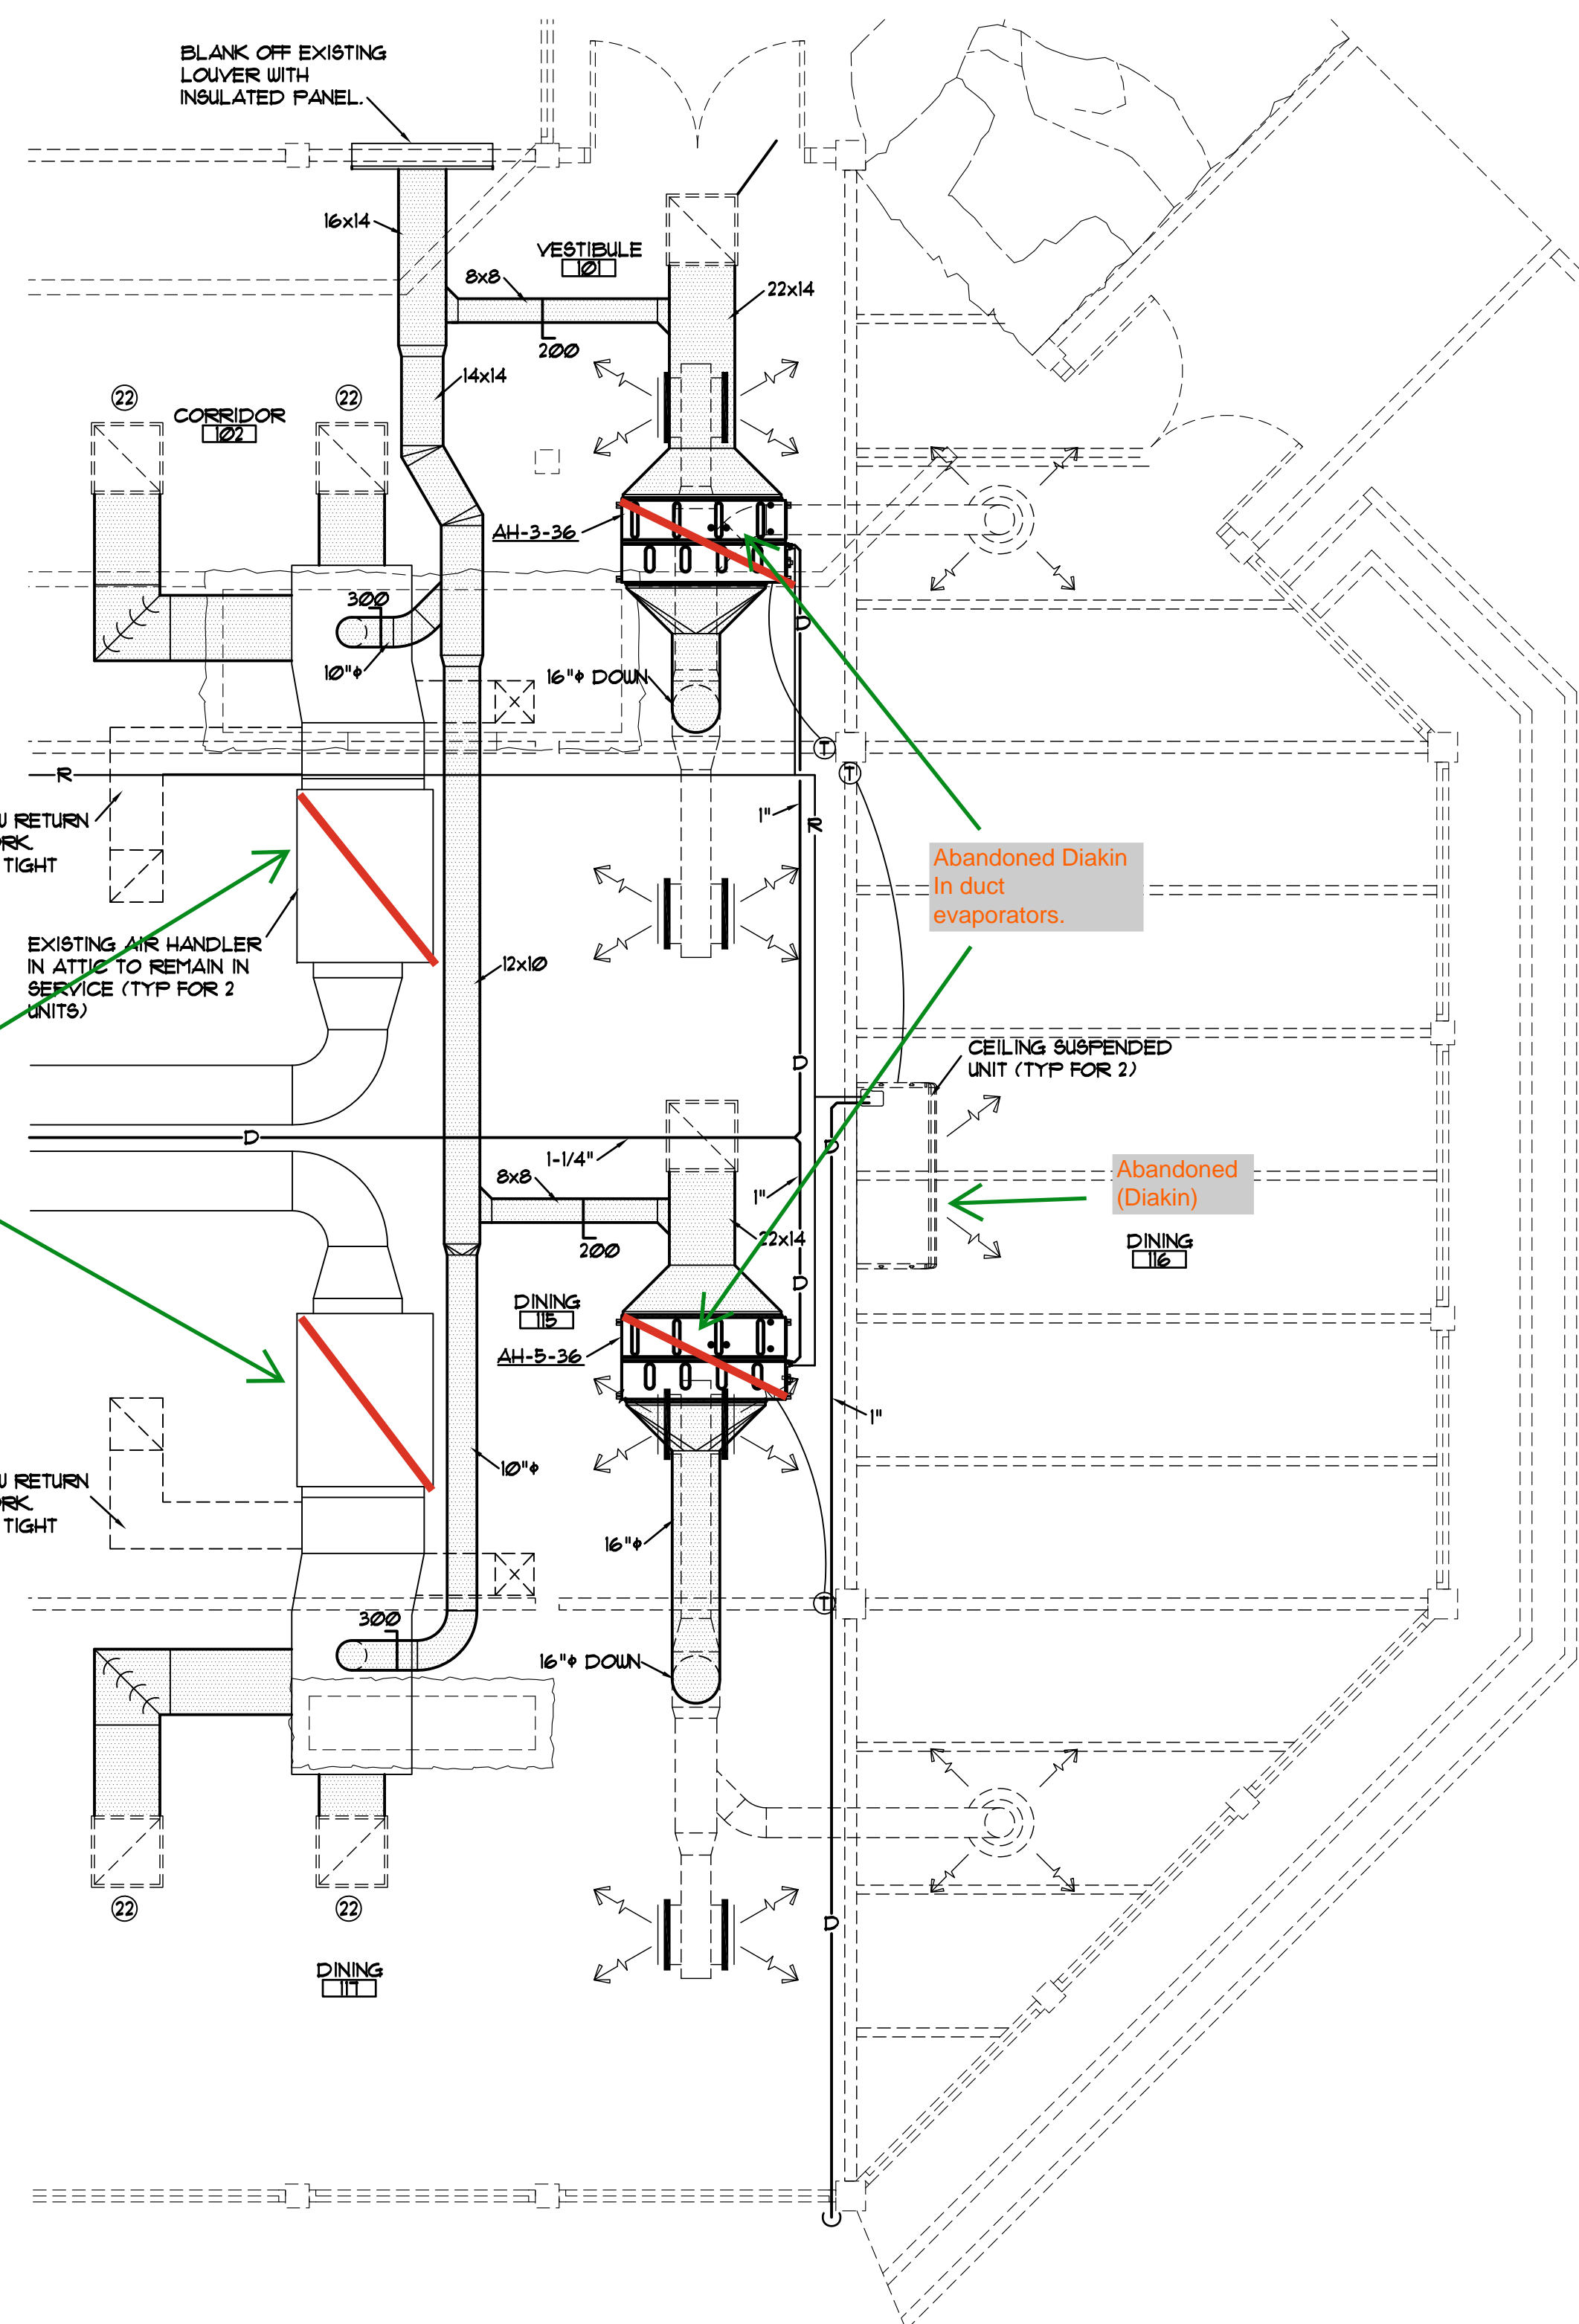 BLANK OFF EXISTING
LOUVER WITH
INSULATED PANEL.
16x14
VESTIBULE
101
8x8
22x14
200
14x14
22
CORRIDOR
102
22
AH-3-36
300
D
10"ϕ
16"ϕ DOWN
T
T
R
1"
R
RETURN
TIGHT
Abandoned Diakin
In duct
evaporators.
EXISTING AIR HANDLER
IN ATTIC TO REMAIN IN
SERVICE (TYP FOR 2
UNITS)
12x10
CEILING SUSPENDED
UNIT (TYP FOR 2)
D
D
D
1-1/4"
8x8
1"
Abandoned
(Diakin)
22x14
200
DINING
116
D
DINING
115
AH-5-36
1"
10"ϕ
RETURN
TIGHT
16"ϕ
T
300
16"ϕ DOWN
22
22
D
DINING
117